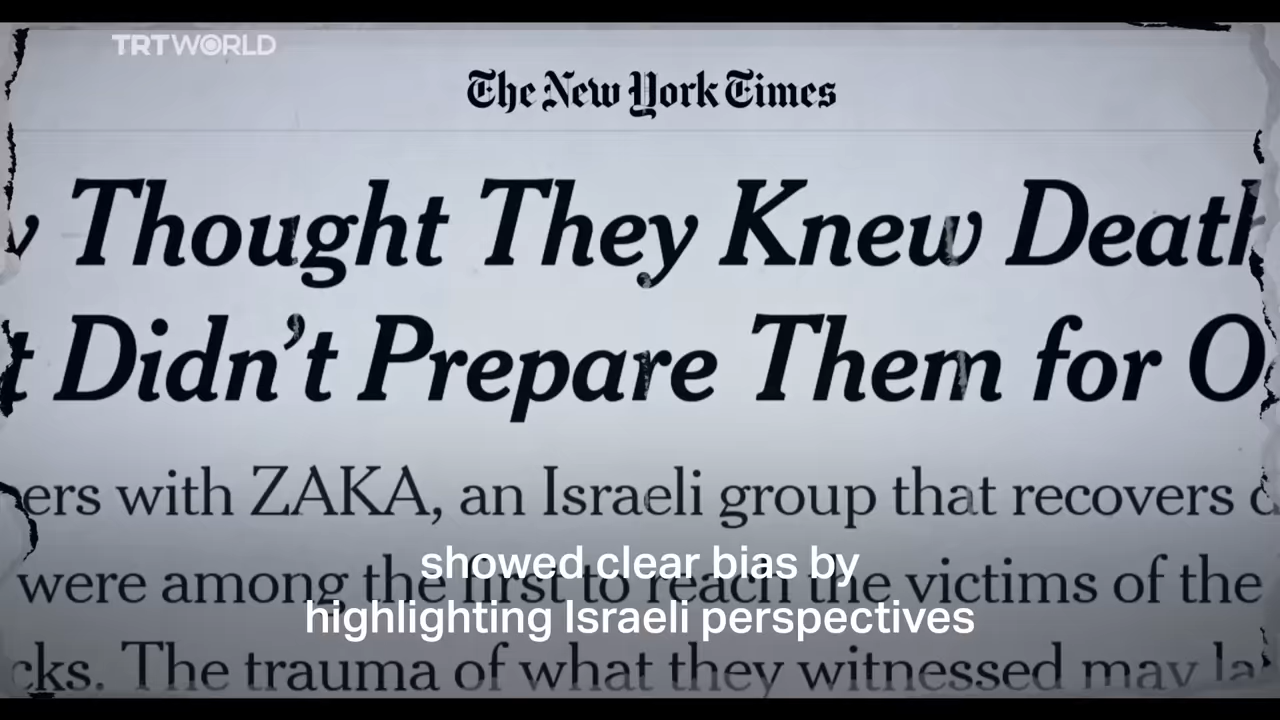 TRT WORLD
The New York Times
Thought They Knew Death
t Didn't Prepare Them for O
ers with ZAKA, an Israeli group that recovers
showed clear bias by
were among the first to reach the victims of the
highlighting Israeli perspectives
cks. The trauma of what they witnessed may la